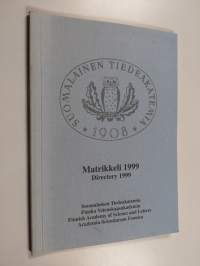 SUOMALAINEN TIEDEAKATEMIA
1908
Matrikkeli 1999
Directory 1999
Suomalainen Tiedeakatemia
Finska Vetenskapsakademien
Finnish Academy of Science and Letters
Academia Scientiarum Fennica